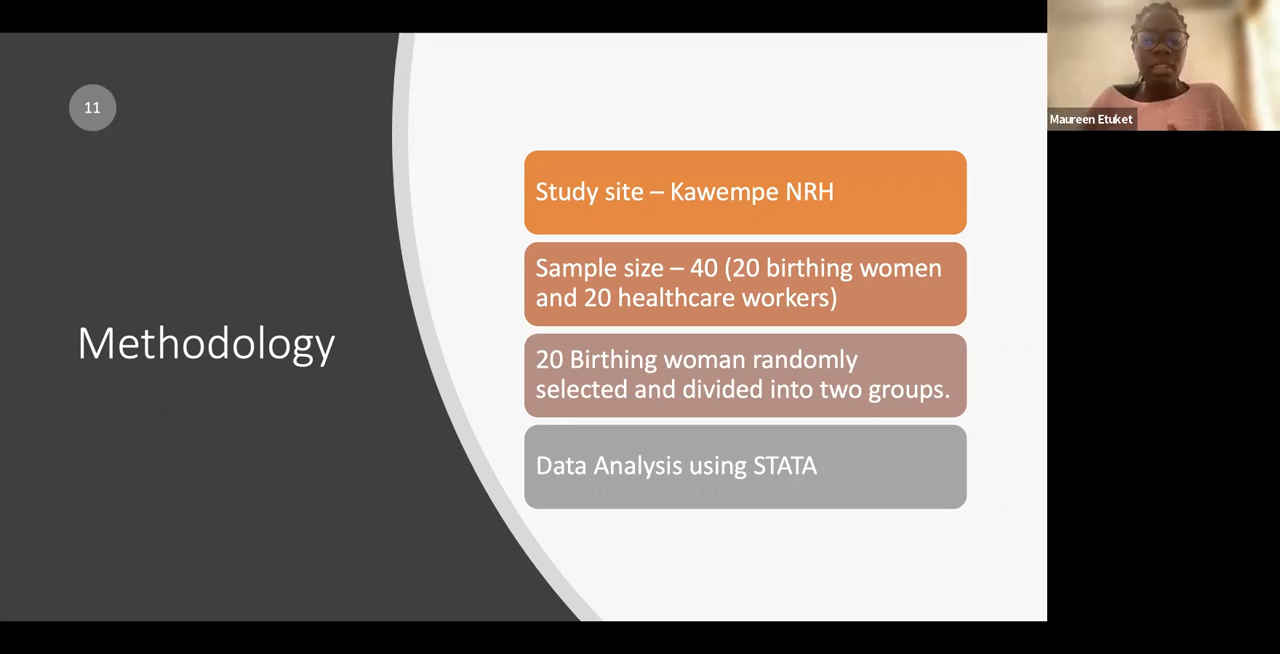 11
Methodology
Study site – Kawempe NRH
Sample size – 40 (20 birthing women
and 20 healthcare workers)
20 Birthing woman randomly
selected and divided into two groups.
Data Analysis using STATA
Maureen Etuket